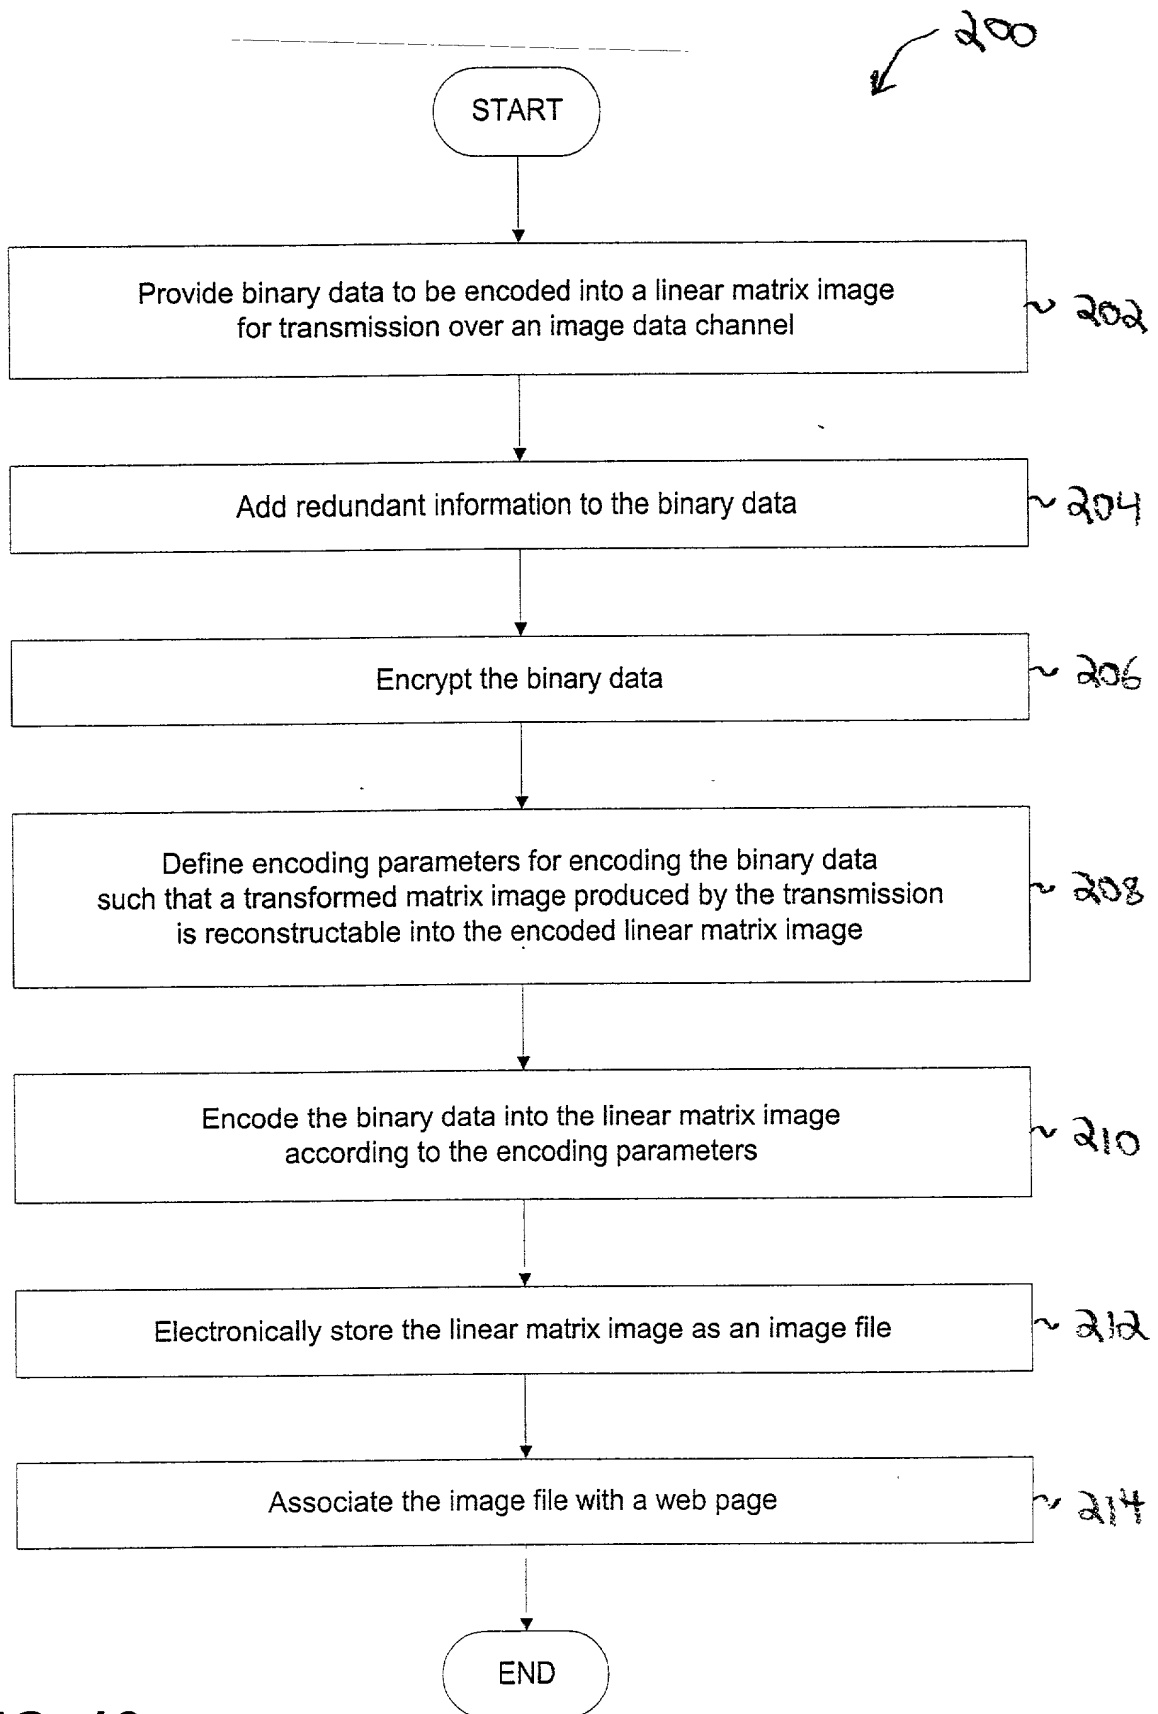 200
START
Provide binary data to be encoded into a linear matrix image
for transmission over an image data channel
202
Add redundant information to the binary data
204
Encrypt the binary data
206
Define encoding parameters for encoding the binary data
such that a transformed matrix image produced by the transmission
is reconstructable into the encoded linear matrix image
208
Encode the binary data into the linear matrix image
according to the encoding parameters
210
Electronically store the linear matrix image as an image file
212
Associate the image file with a web page
214
END